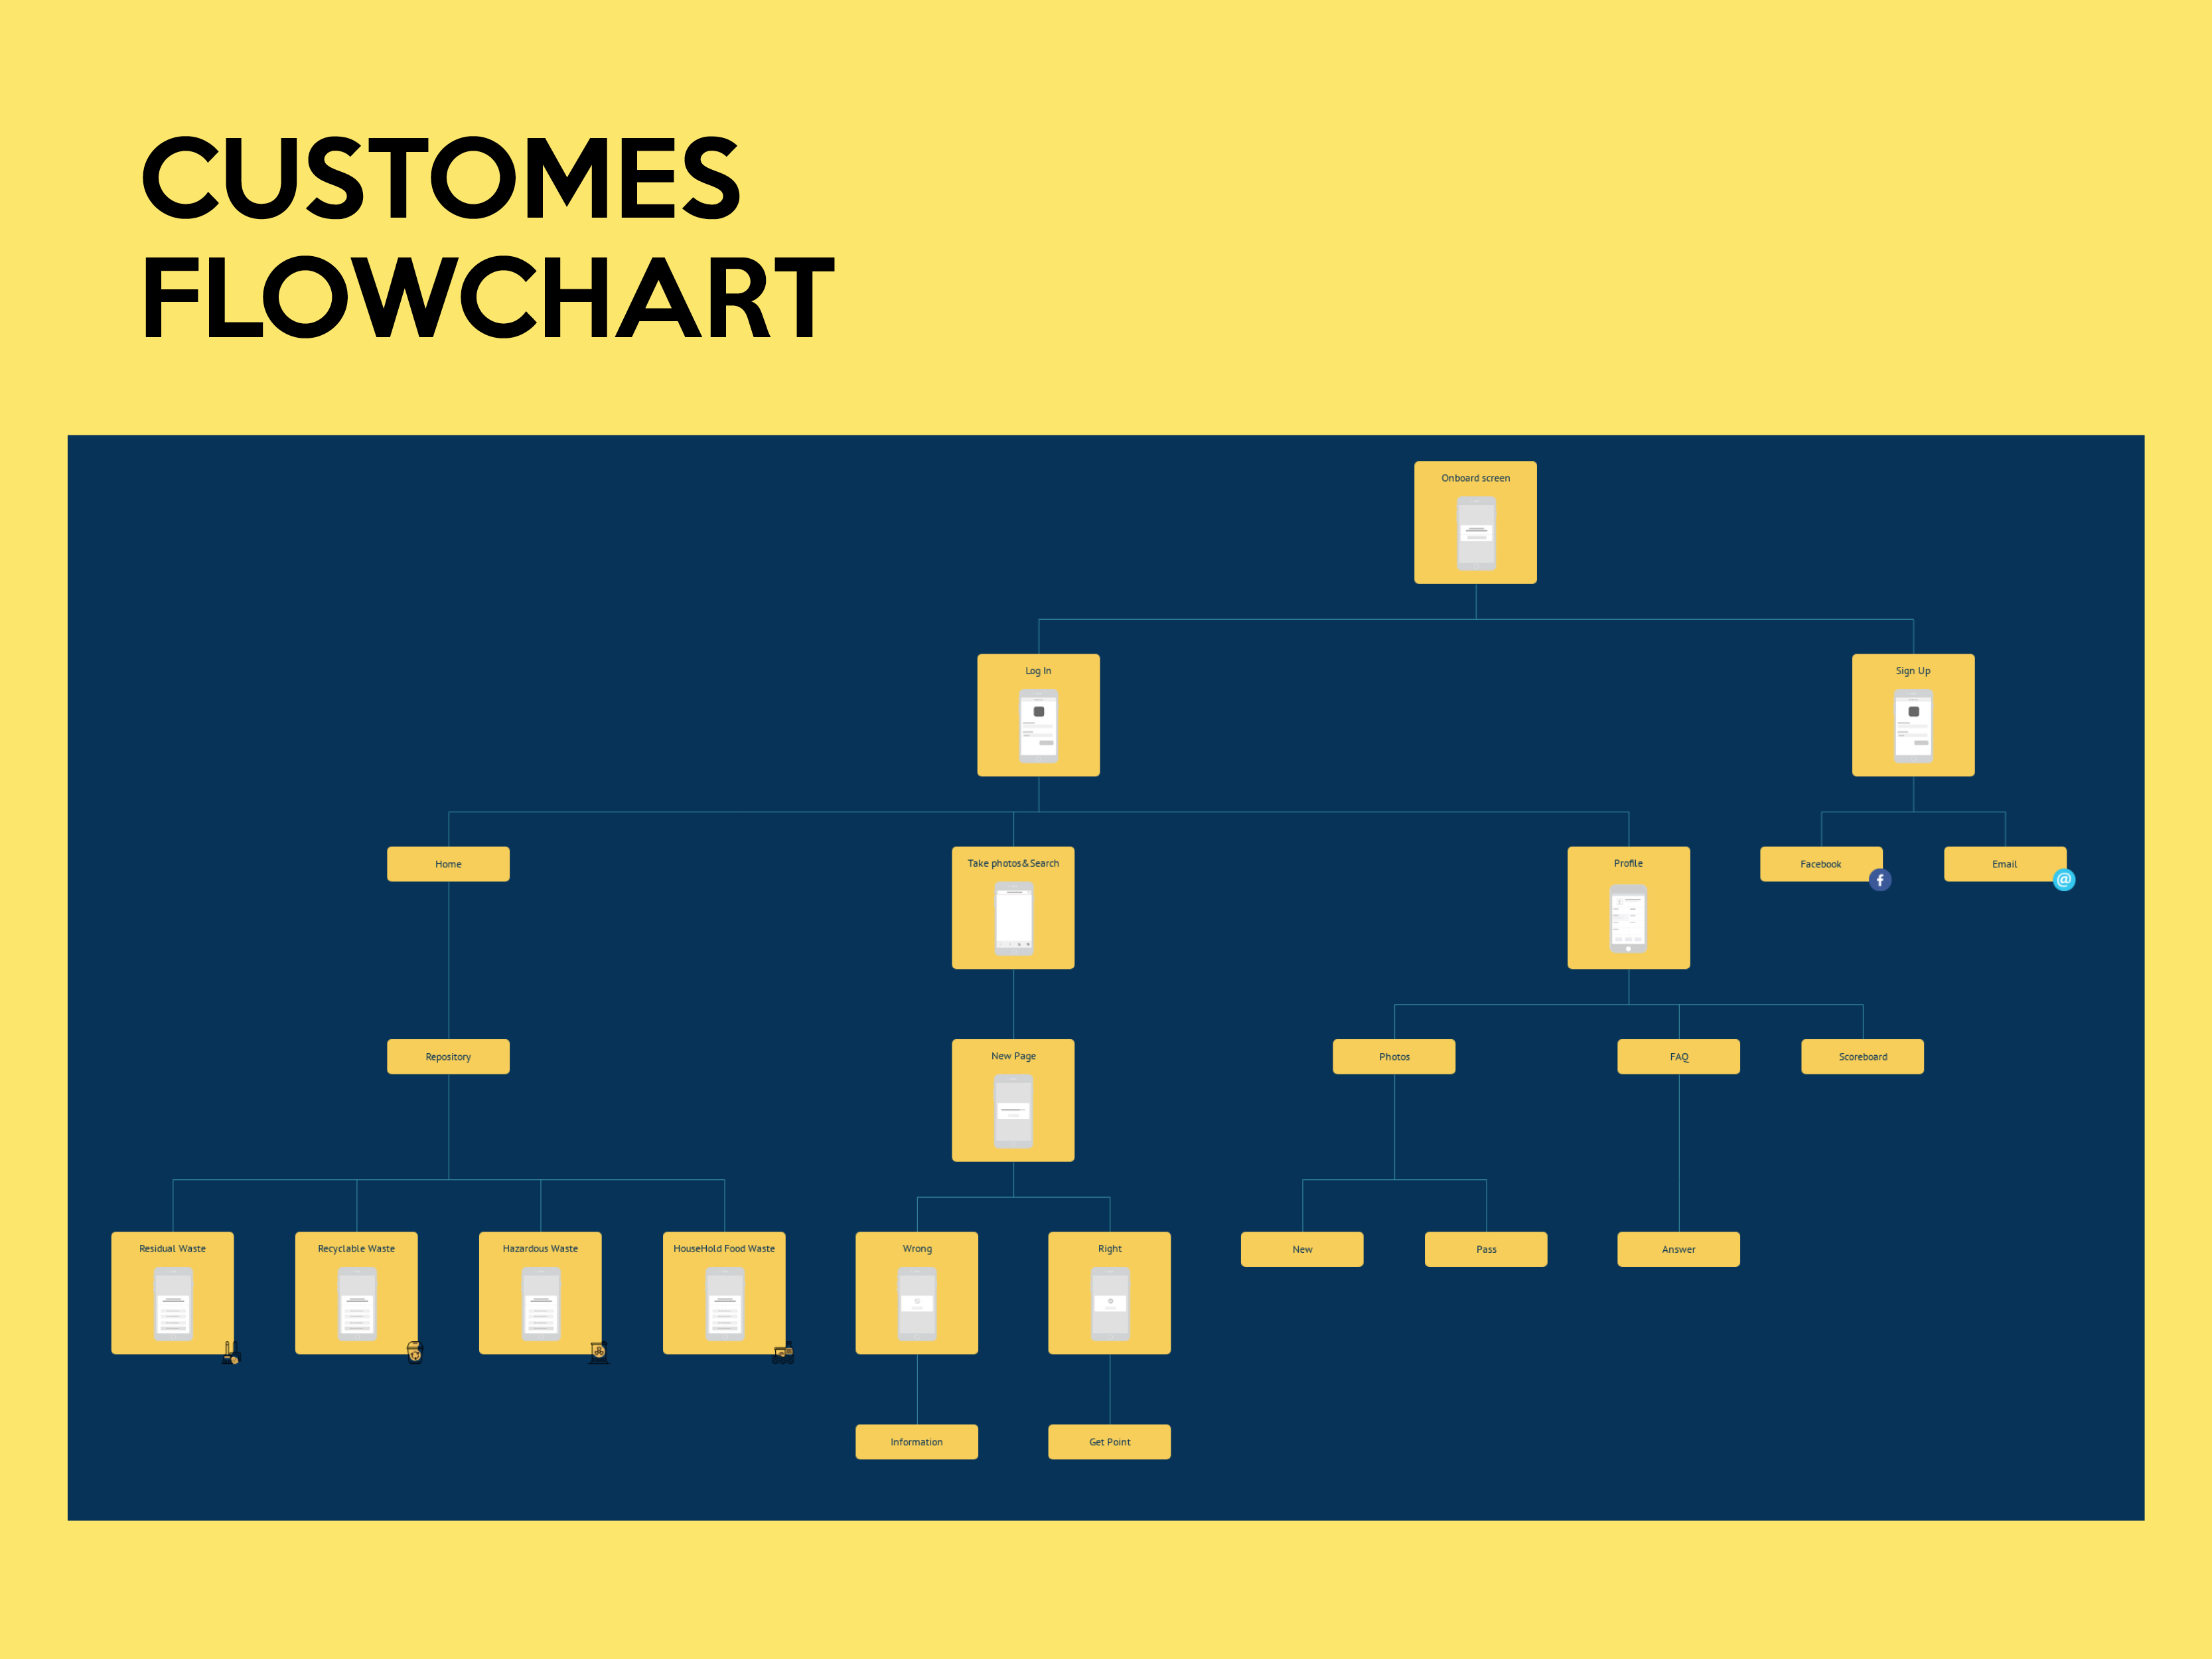 CUSTOMES
FLOWCHART
Onboard screen
Log In
Sign Up
Home
Take photos&Search
Profile
Facebook
Email
Repository
New Page
Photos
FAQ
Scoreboard
Residual Waste
Recyclable Waste
Hazardous Waste
HouseHold Food Waste
Wrong
Right
New
Pass
Answer
Information
Get Point